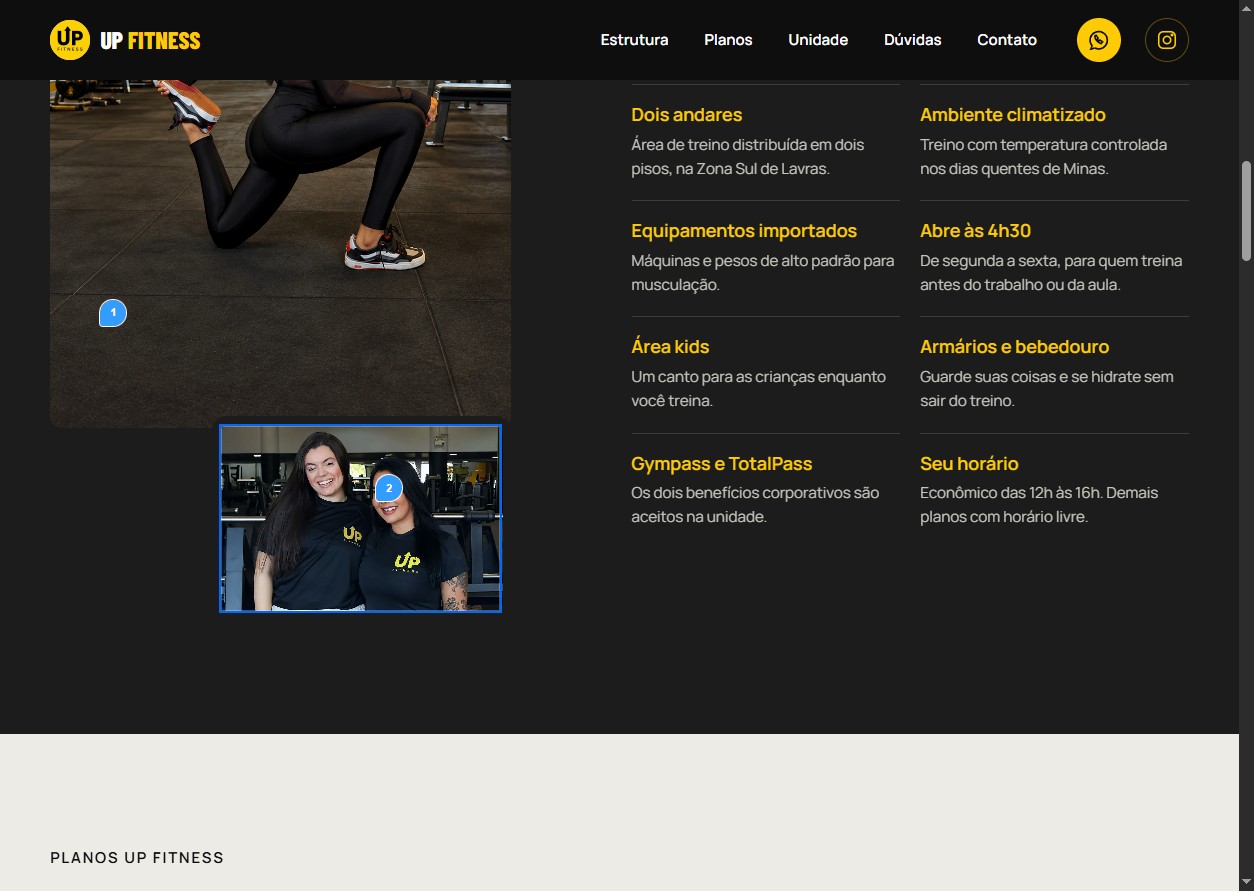 UP
FITNESS
UP FITNESS
Estrutura
Planos
Unidade
Dúvidas
Contato
Dois andares
Área de treino distribuída em dois
pisos, na Zona Sul de Lavras.
Ambiente climatizado
Treino com temperatura controlada
nos dias quentes de Minas.
Equipamentos importados
Máquinas e pesos de alto padrão para
musculação.
Abre às 4h30
De segunda a sexta, para quem treina
antes do trabalho ou da aula.
Área kids
Um canto para as crianças enquanto
você treina.
Armários e bebedouro
Guarde suas coisas e se hidrate sem
sair do treino.
Gympass e TotalPass
Os dois benefícios corporativos são
aceitos na unidade.
Seu horário
Econômico das 12h às 16h. Demais
planos com horário livre.
1
2
UP
FITNESS
UP
FITNESS
PLANOS UP FITNESS